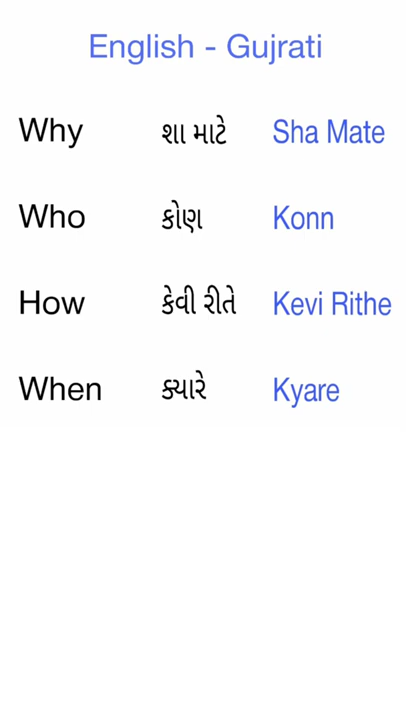 English - Gujrati
Why શા માટે Sha Mate
Who કોણ Konn
How કેવી રીતે Kevi Rithe
When ક્યારે Kyare